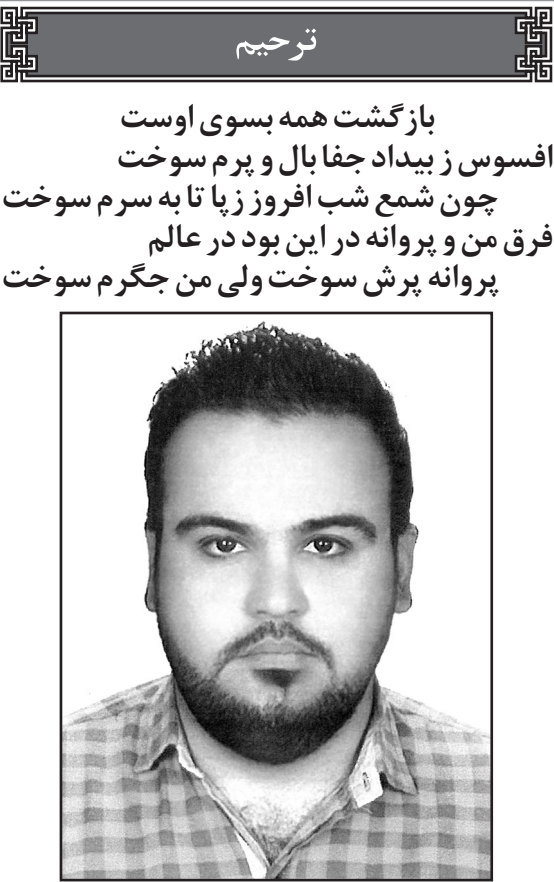 ترحیم
بازگشت همه بسوی اوست
افسوس ز بیداد جفا بال و پرم سوخت
چون شمع شب افروز زپا تا به سرم سوخت
فرق من و پروانه در این بود در عالم
پروانه پرش سوخت ولی من جگرم سوخت